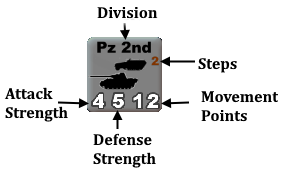 Division
Pz 2nd
2
Steps
Attack
Strength
4 5 12
Movement
Points
Defense
Strength